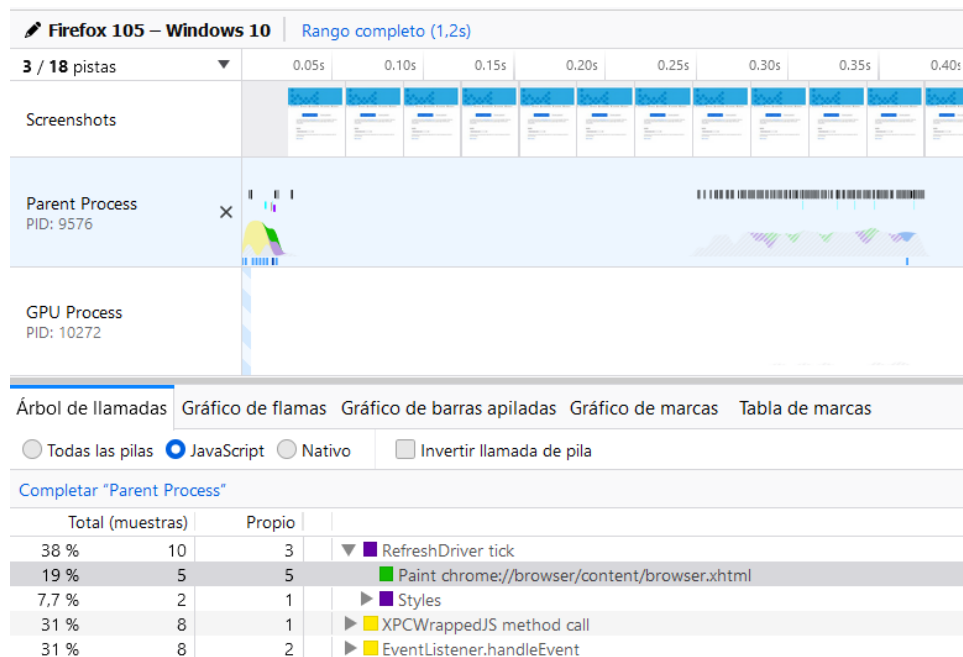 Firefox 105 – Windows 10 Rango completo (1,2s)
3 / 18 pistas 0.05s 0.10s 0.15s 0.20s 0.25s 0.30s 0.35s 0.40s
Screenshots
Parent Process
PID: 9576
GPU Process
PID: 10272
Árbol de llamadas Gráfico de flamas Gráfico de barras apiladas Gráfico de marcas Tabla de marcas
Todas las pilas JavaScript Nativo Invertir llamada de pila
Completar “Parent Process”
Total (muestras) Propio
38 % 10 3 RefreshDriver tick
19 % 5 5 Paint chrome://browser/content/browser.xhtml
7,7 % 2 1 Styles
31 % 8 1 XPCWrappedJS method call
31 % 8 2 EventListener.handleEvent